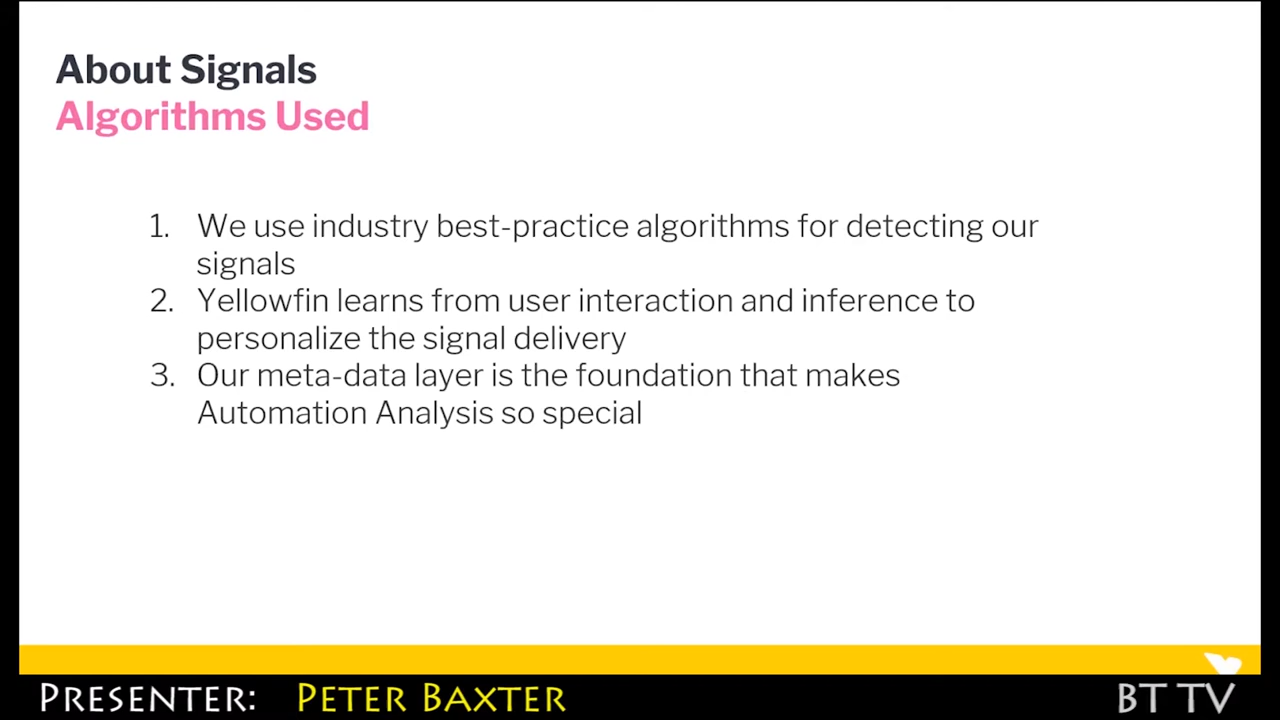 About Signals
Algorithms Used
1. We use industry best-practice algorithms for detecting our
signals
2. Yellowfin learns from user interaction and inference to
personalize the signal delivery
3. Our meta-data layer is the foundation that makes
Automation Analysis so special
PRESENTER: PETER BAXTER
BT TV